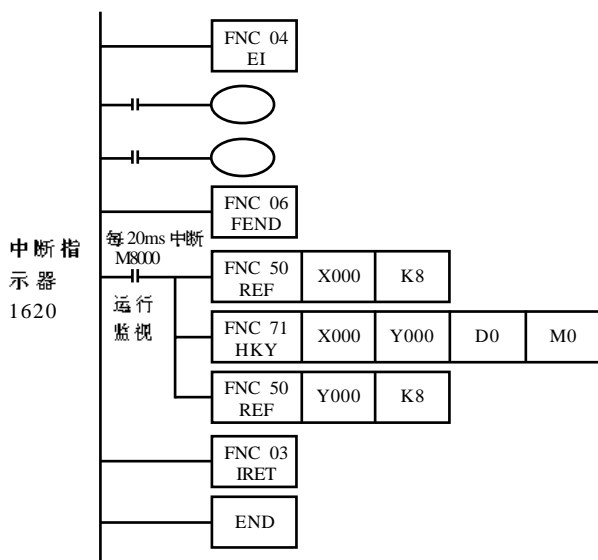 FNC 04
EI
FNC 06
FEND
中断指
示器
1620
每20ms中断
M8000
运行
监视
FNC 50
REF
X000
K8
FNC 71
HKY
X000
Y000
D0
M0
FNC 50
REF
Y000
K8
FNC 03
IRET
END